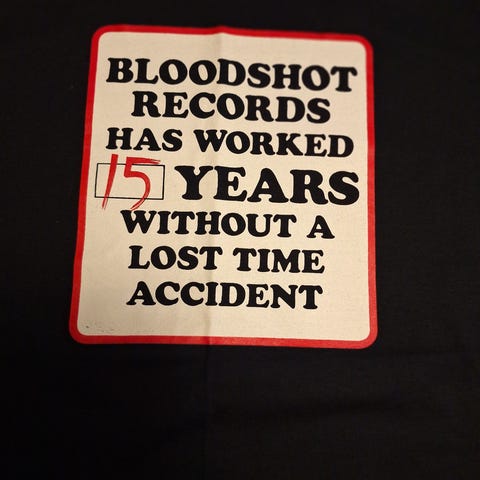 BLOODSHOT
RECORDS
HAS WORKED
15 YEARS
WITHOUT A
LOST TIME
ACCIDENT